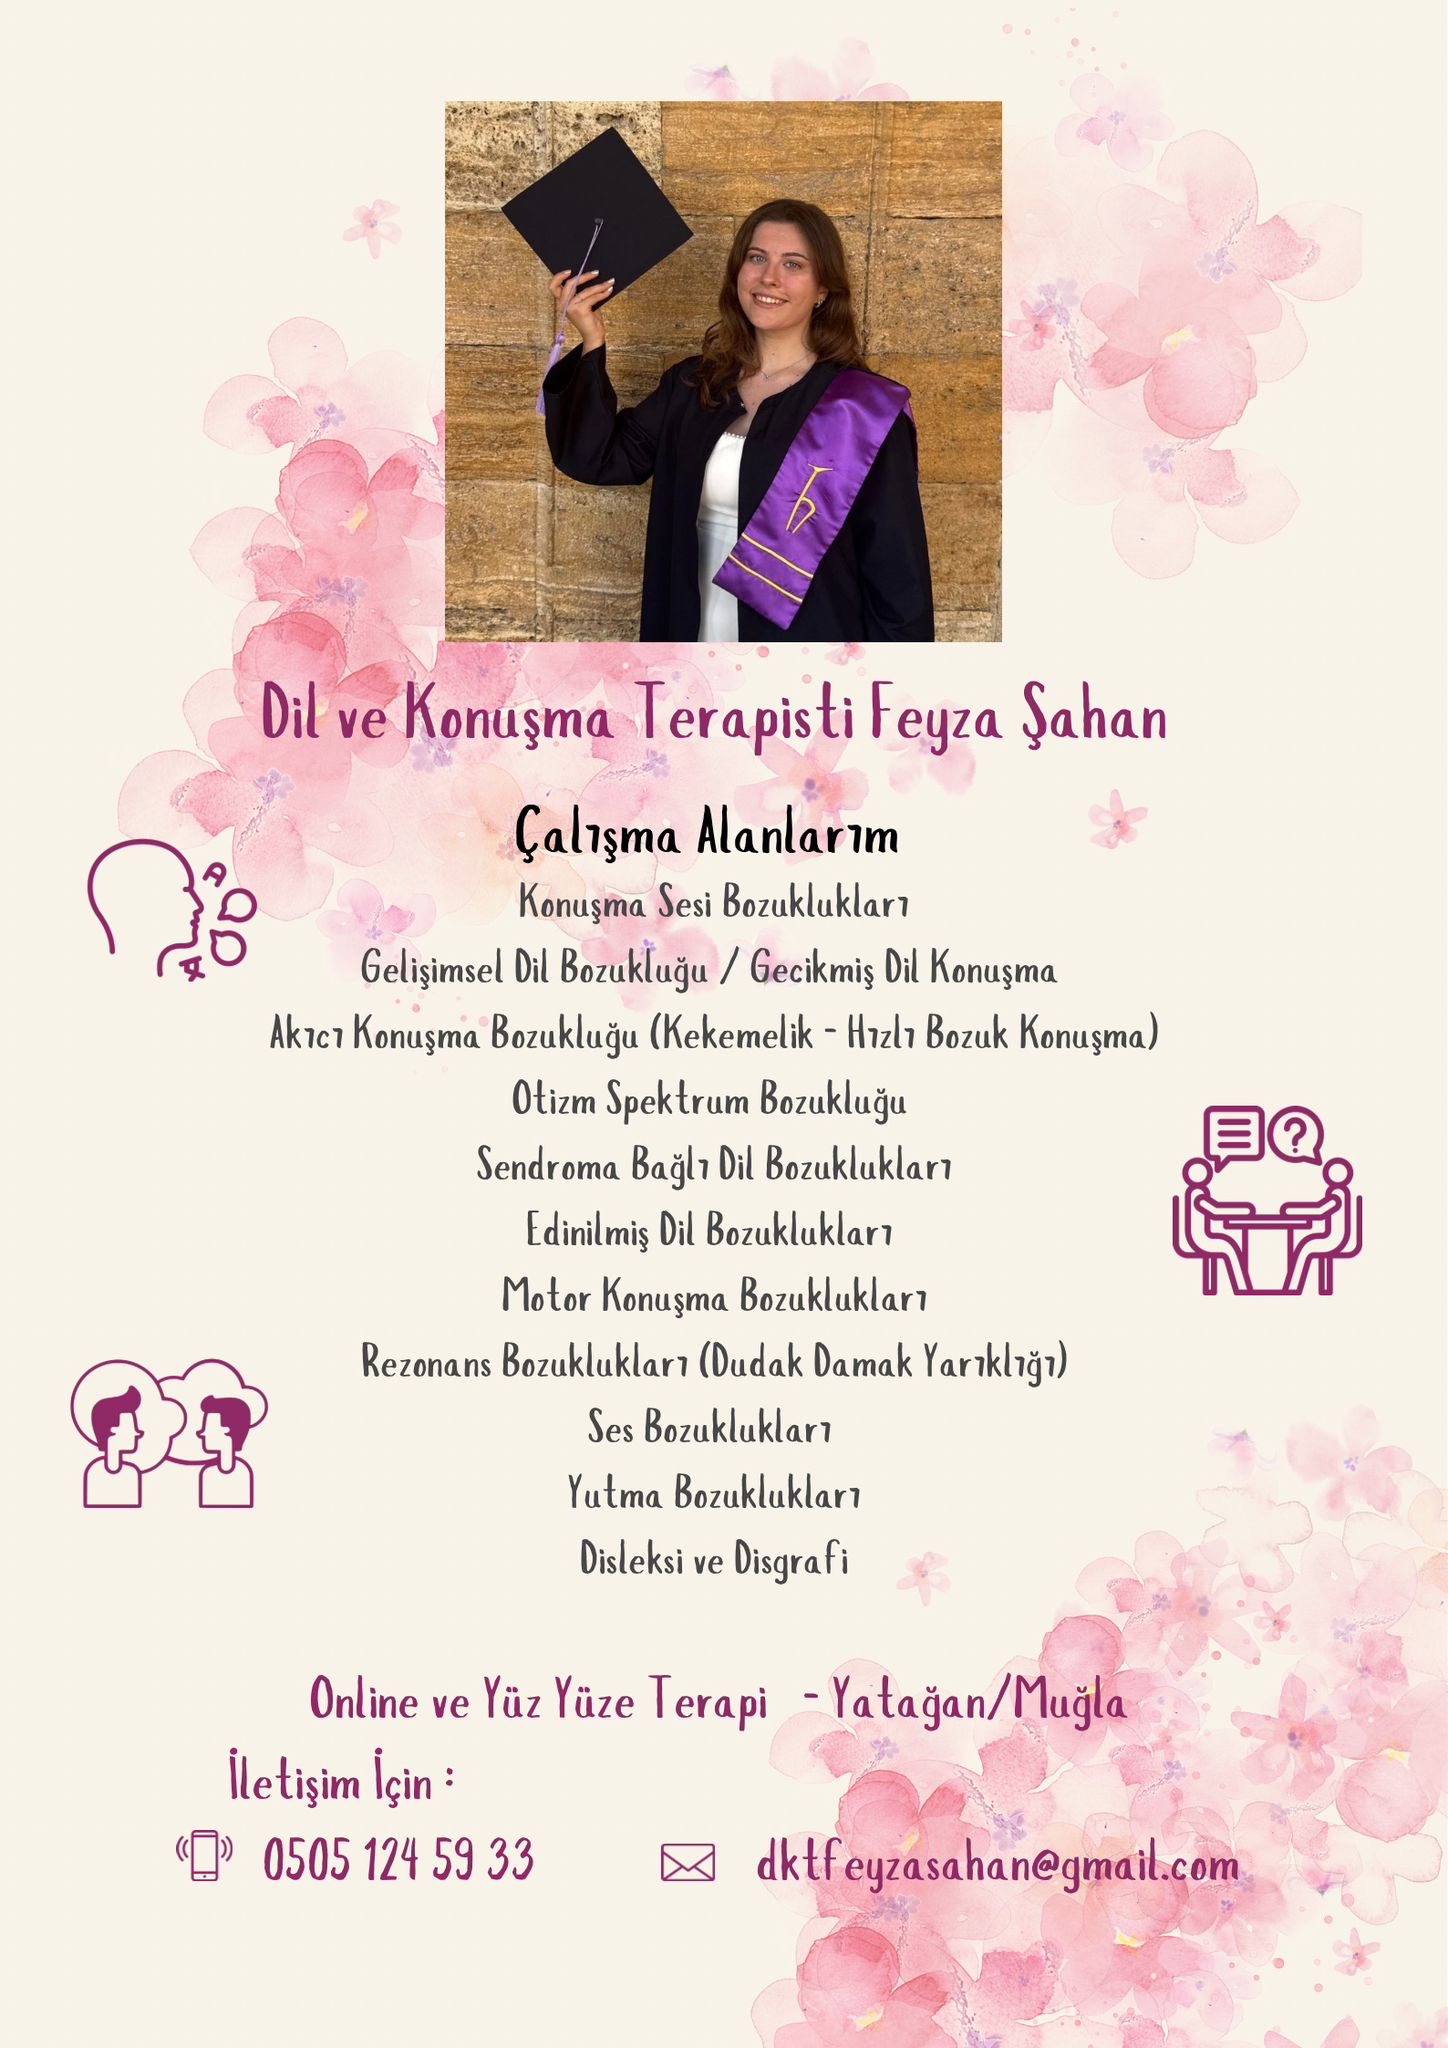 Dil ve Konuşma Terapisti Feyza Şahan
Çalışma Alanlarım
Konuşma Sesi Bozuklukları
Gelişimsel Dil Bozukluğu / Gecikmiş Dil Konuşma
Akıcı Konuşma Bozukluğu (Kekemelik - Hızlı Bozuk Konuşma)
Otizm Spektrum Bozukluğu
Sendroma Bağlı Dil Bozuklukları
Edinilmiş Dil Bozuklukları
Motor Konuşma Bozuklukları
Rezonans Bozuklukları (Dudak Damak Yarıklığı)
Ses Bozuklukları
Yutma Bozuklukları
Disleksi ve Disgrafi
Online ve Yüz Yüze Terapi - Yatağan/Muğla
İletişim İçin :
0505 124 59 33
dktfeyzasahan@gmail.com